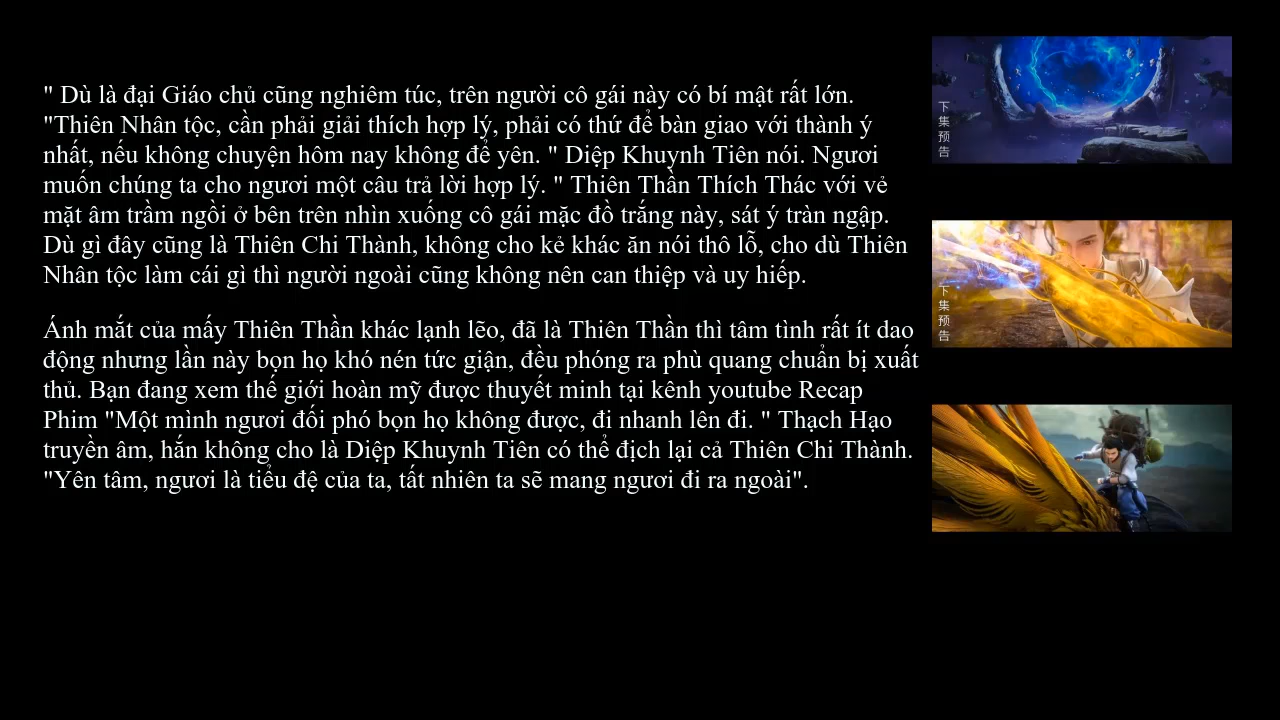 " Dù là đại Giáo chủ cũng nghiêm túc, trên người cô gái này có bí mật rất lớn.
"Thiên Nhân tộc, cần phải giải thích hợp lý, phải có thứ để bàn giao với thành ý
nhất, nếu không chuyện hôm nay không để yên. " Diệp Khuynh Tiên nói. Ngươi
muốn chúng ta cho ngươi một câu trả lời hợp lý. " Thiên Thần Thích Thác với vẻ
mặt âm trầm ngồi ở bên trên nhìn xuống cô gái mặc đồ trắng này, sát ý tràn ngập.
Dù gì đây cũng là Thiên Chi Thành, không cho kẻ khác ăn nói thô lỗ, cho dù Thiên
Nhân tộc làm cái gì thì người ngoài cũng không nên can thiệp và uy hiếp.
Ánh mắt của mấy Thiên Thần khác lạnh lẽo, đã là Thiên Thần thì tâm tình rất ít dao
động nhưng lần này bọn họ khó nén tức giận, đều phóng ra phù quang chuẩn bị xuất
thủ. Bạn đang xem thế giới hoàn mỹ được thuyết minh tại kênh youtube Recap
Phim "Một mình ngươi đối phó bọn họ không được, đi nhanh lên đi. " Thạch Hạo
truyền âm, hắn không cho là Diệp Khuynh Tiên có thể địch lại cả Thiên Chi Thành.
"Yên tâm, ngươi là tiểu đệ của ta, tất nhiên ta sẽ mang ngươi đi ra ngoài".
下集预告
下集预告